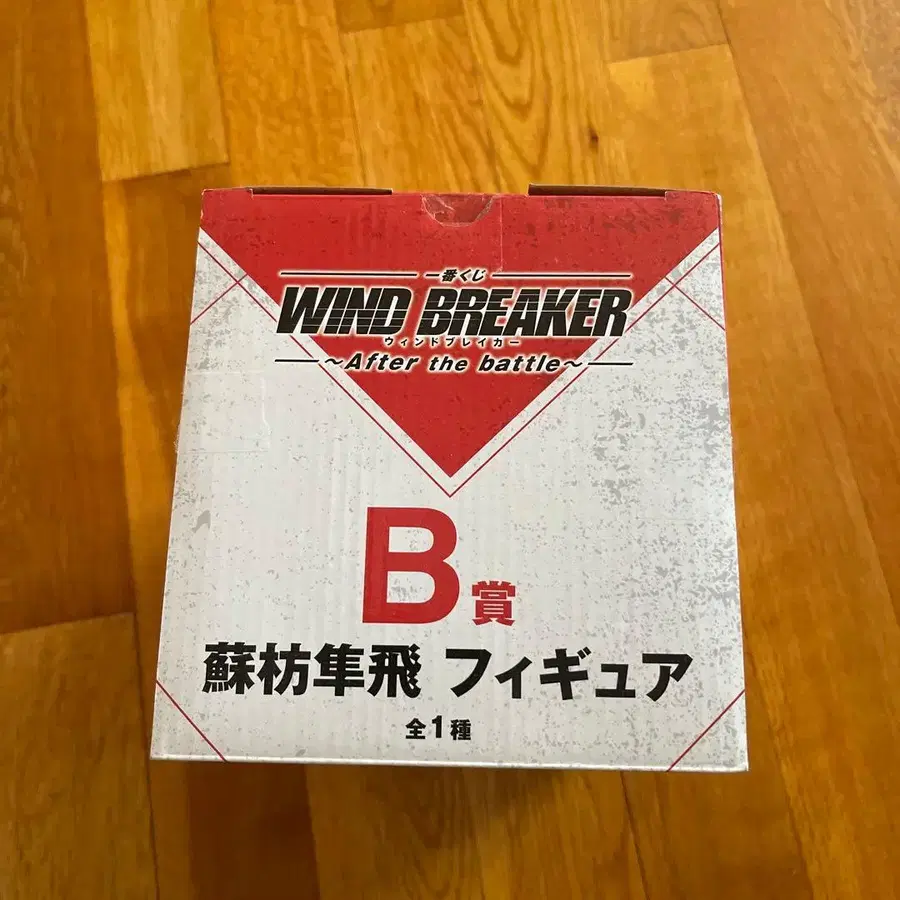 一番くじ
WIND BREAKER
ウィンドブレイカー
～After the battle～
B賞
蘇枋隼飛 フィギュア
全1種